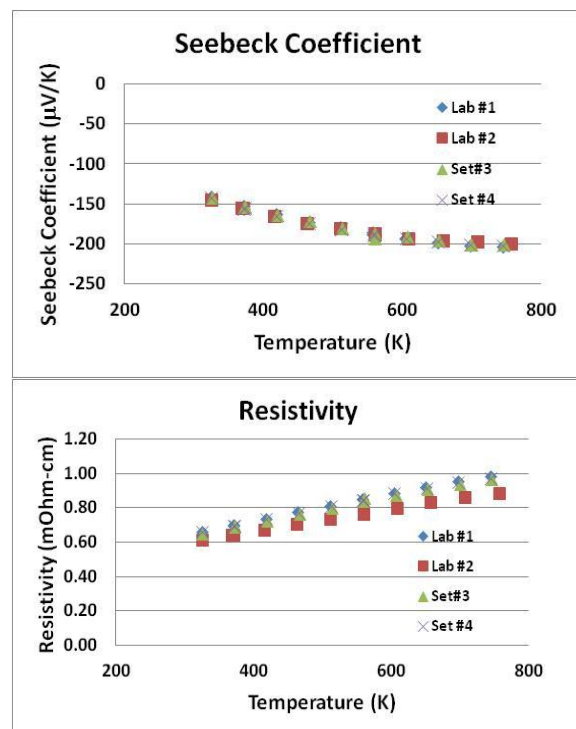 Seebeck Coefficient
Seebeck Coefficient (µV/K)
0
-50
-100
-150
-200
-250
200
400
600
800
Temperature (K)
Lab #1
Lab #2
Set#3
Set #4
Resistivity
Resistivity (mOhm-cm)
1.20
1.00
0.80
0.60
0.40
0.20
0.00
200
400
600
800
Temperature (K)
Lab #1
Lab #2
Set#3
Set #4